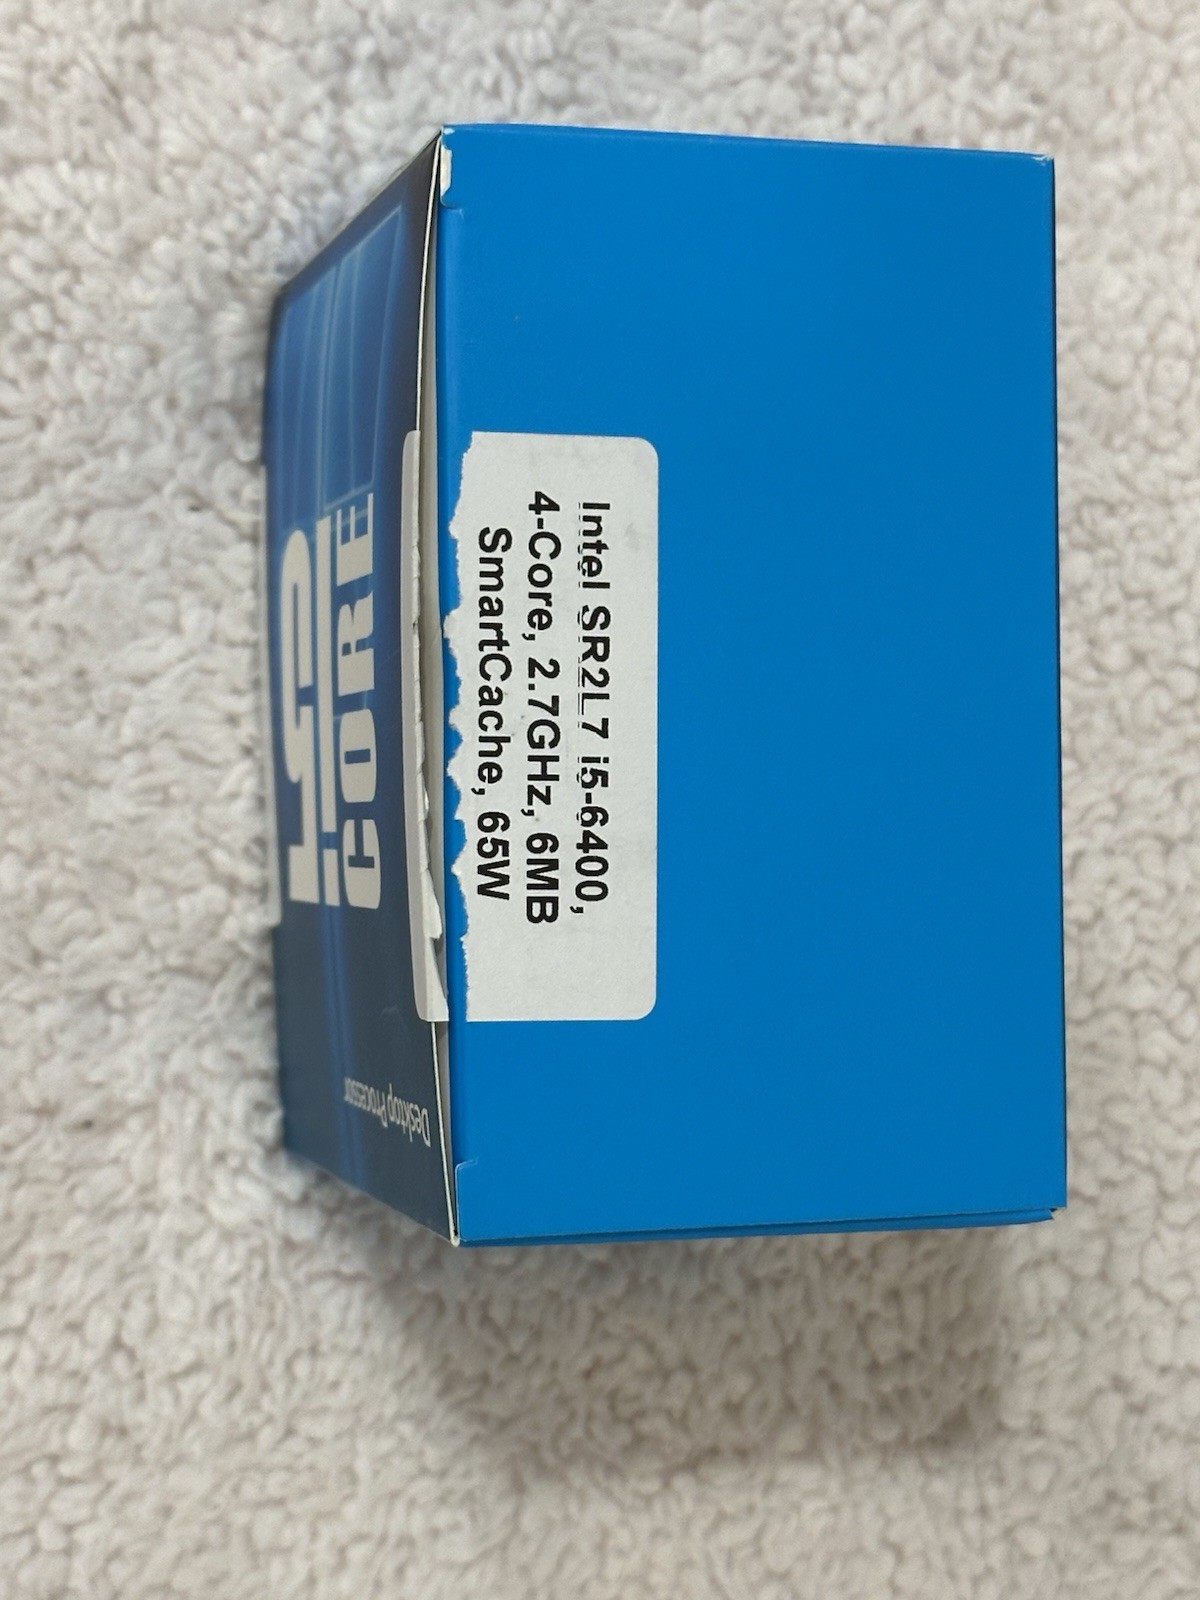 Intel SR2L7 i5-6400,
4-Core, 2.7GHz, 6MB
SmartCache, 65W
CORE
i5
Desktop Processor